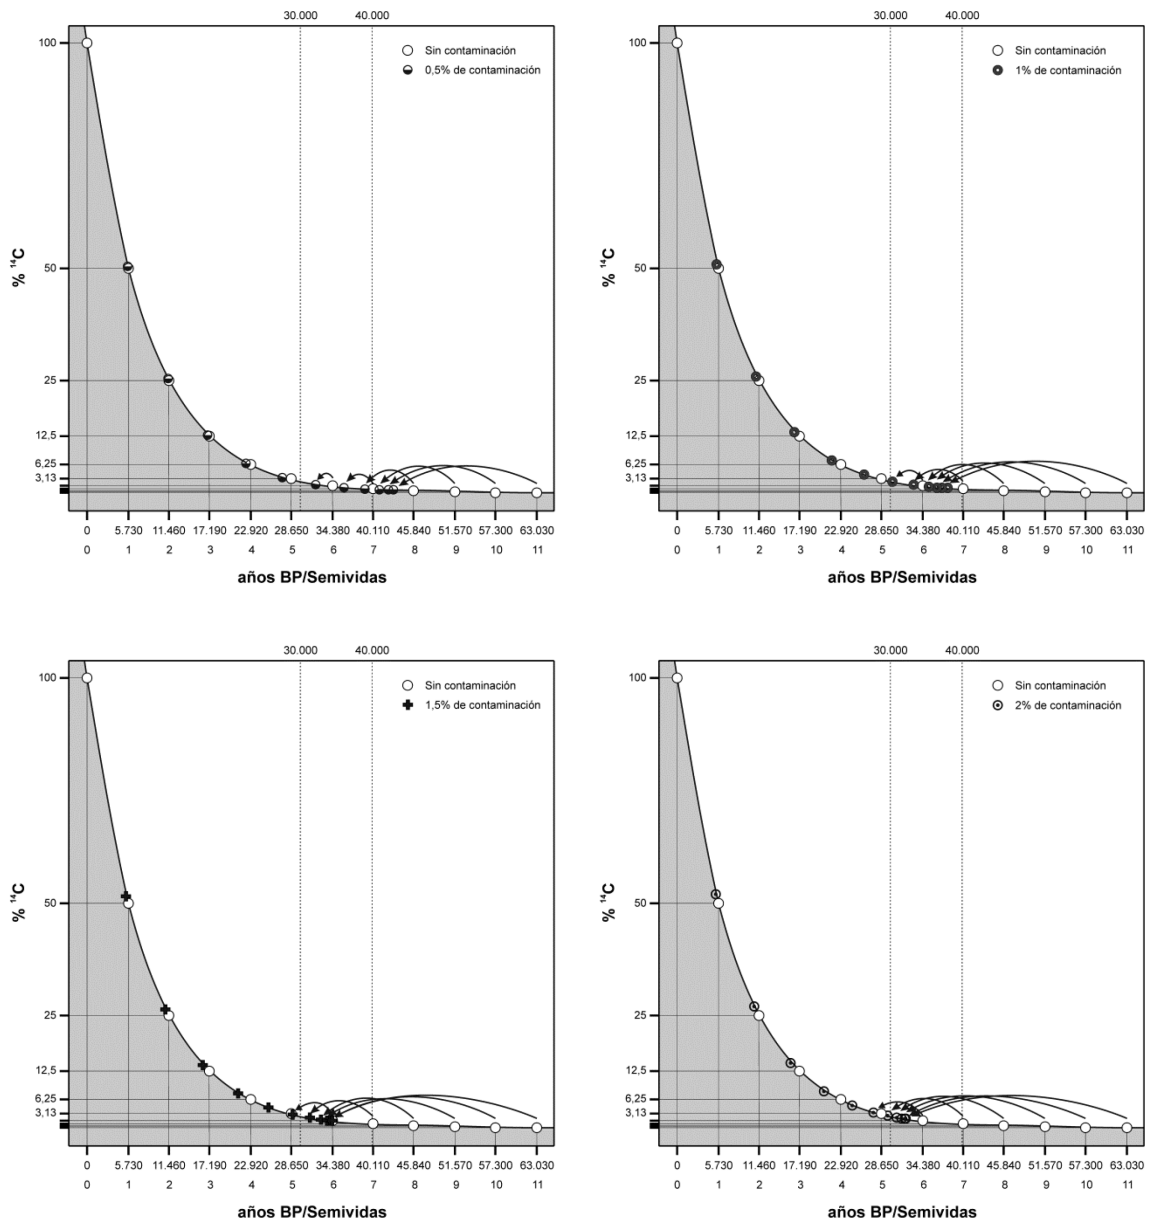 30.000 40.000
100
Sin contaminación
0,5% de contaminación
50
25
12.5
6,25
3,13
% ¹⁴C
0 5.730 11.460 17.190 22.920 28.650 34.380 40.110 45.840 51.570 57.300 63.030
0 1 2 3 4 5 6 7 8 9 10 11
años BP/Semividas
30.000 40.000
100
Sin contaminación
1% de contaminación
50
25
12.5
6,25
3,13
% ¹⁴C
0 5.730 11.460 17.190 22.920 28.650 34.380 40.110 45.840 51.570 57.300 63.030
0 1 2 3 4 5 6 7 8 9 10 11
años BP/Semividas
30.000 40.000
100
Sin contaminación
1,5% de contaminación
50
25
12.5
6,25
3,13
% ¹⁴C
0 5.730 11.460 17.190 22.920 28.650 34.380 40.110 45.840 51.570 57.300 63.030
0 1 2 3 4 5 6 7 8 9 10 11
años BP/Semividas
30.000 40.000
100
Sin contaminación
2% de contaminación
50
25
12.5
6,25
3,13
% ¹⁴C
0 5.730 11.460 17.190 22.920 28.650 34.380 40.110 45.840 51.570 57.300 63.030
0 1 2 3 4 5 6 7 8 9 10 11
años BP/Semividas